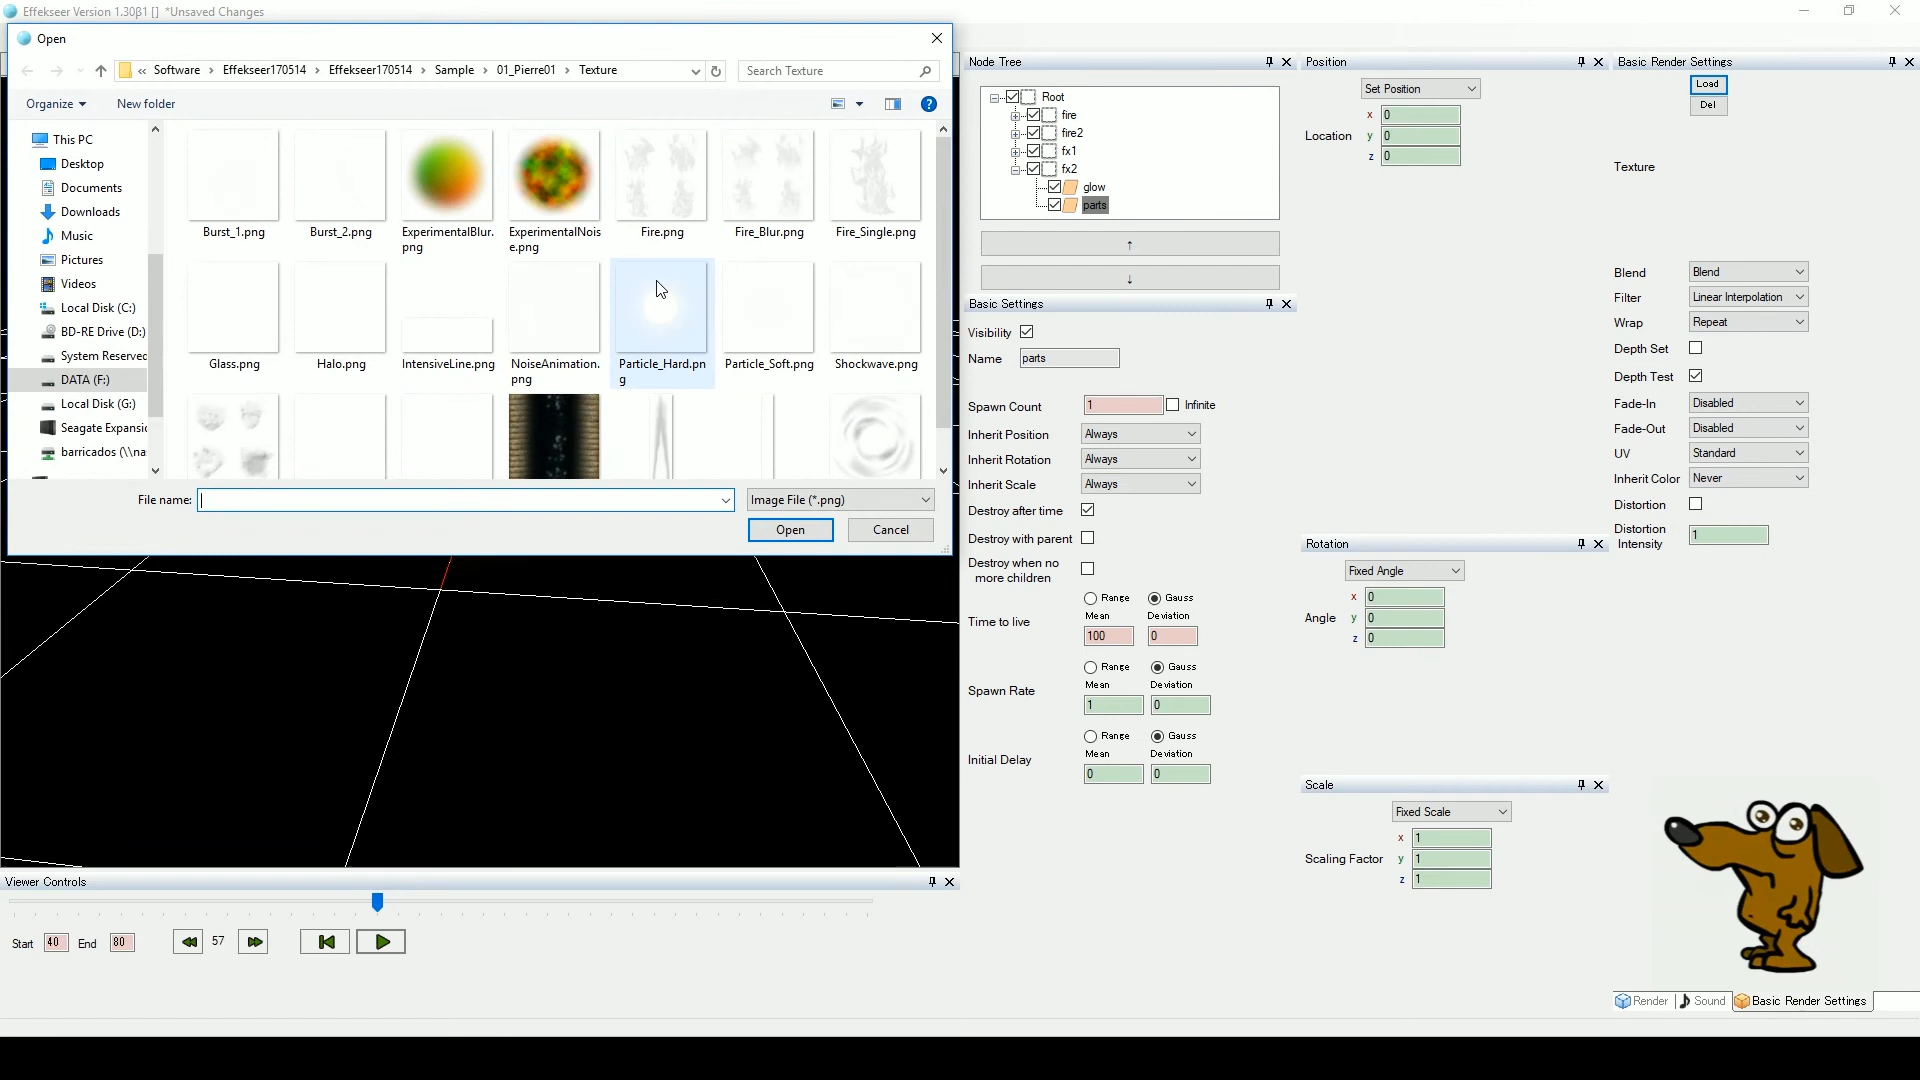 Effekseer Version 1.30β1 [] *Unsaved Changes
Open
« Software › Effekseer170514 › Effekseer170514 › Sample › 01_Pierre01 › Texture
Search Texture
Organize
New folder
This PC
Desktop
Documents
Downloads
Music
Pictures
Videos
Local Disk (C:)
BD-RE Drive (D:)
System Reserved
DATA (F:)
Local Disk (G:)
Seagate Expansi
barricados (\\na
Burst_1.png
Burst_2.png
ExperimentalBlur.
png
ExperimentalNois
e.png
Fire.png
Fire_Blur.png
Fire_Single.png
Glass.png
Halo.png
IntensiveLine.png
NoiseAnimation.
png
Particle_Hard.pn
g
Particle_Soft.png
Shockwave.png
File name:
Image File (*.png)
Open
Cancel
Viewer Controls
Start 40 End 80
57
Node Tree
Root
fire
fire2
fx1
fx2
glow
parts
↑
↓
Basic Settings
Visibility
Name parts
Spawn Count 1 Infinite
Inherit Position Always
Inherit Rotation Always
Inherit Scale Always
Destroy after time
Destroy with parent
Destroy when no
more children
Range Gauss
Mean Deviation
Time to live 100 0
Range Gauss
Mean Deviation
Spawn Rate 1 0
Range Gauss
Mean Deviation
Initial Delay 0 0
Position
Set Position
x 0
Location y 0
z 0
Rotation
Fixed Angle
x 0
Angle y 0
z 0
Scale
Fixed Scale
x 1
Scaling Factor y 1
z 1
Basic Render Settings
Load
Del
Texture
Blend Blend
Filter Linear Interpolation
Wrap Repeat
Depth Set
Depth Test
Fade-In Disabled
Fade-Out Disabled
UV Standard
Inherit Color Never
Distortion
Distortion
Intensity 1
Render Sound Basic Render Settings